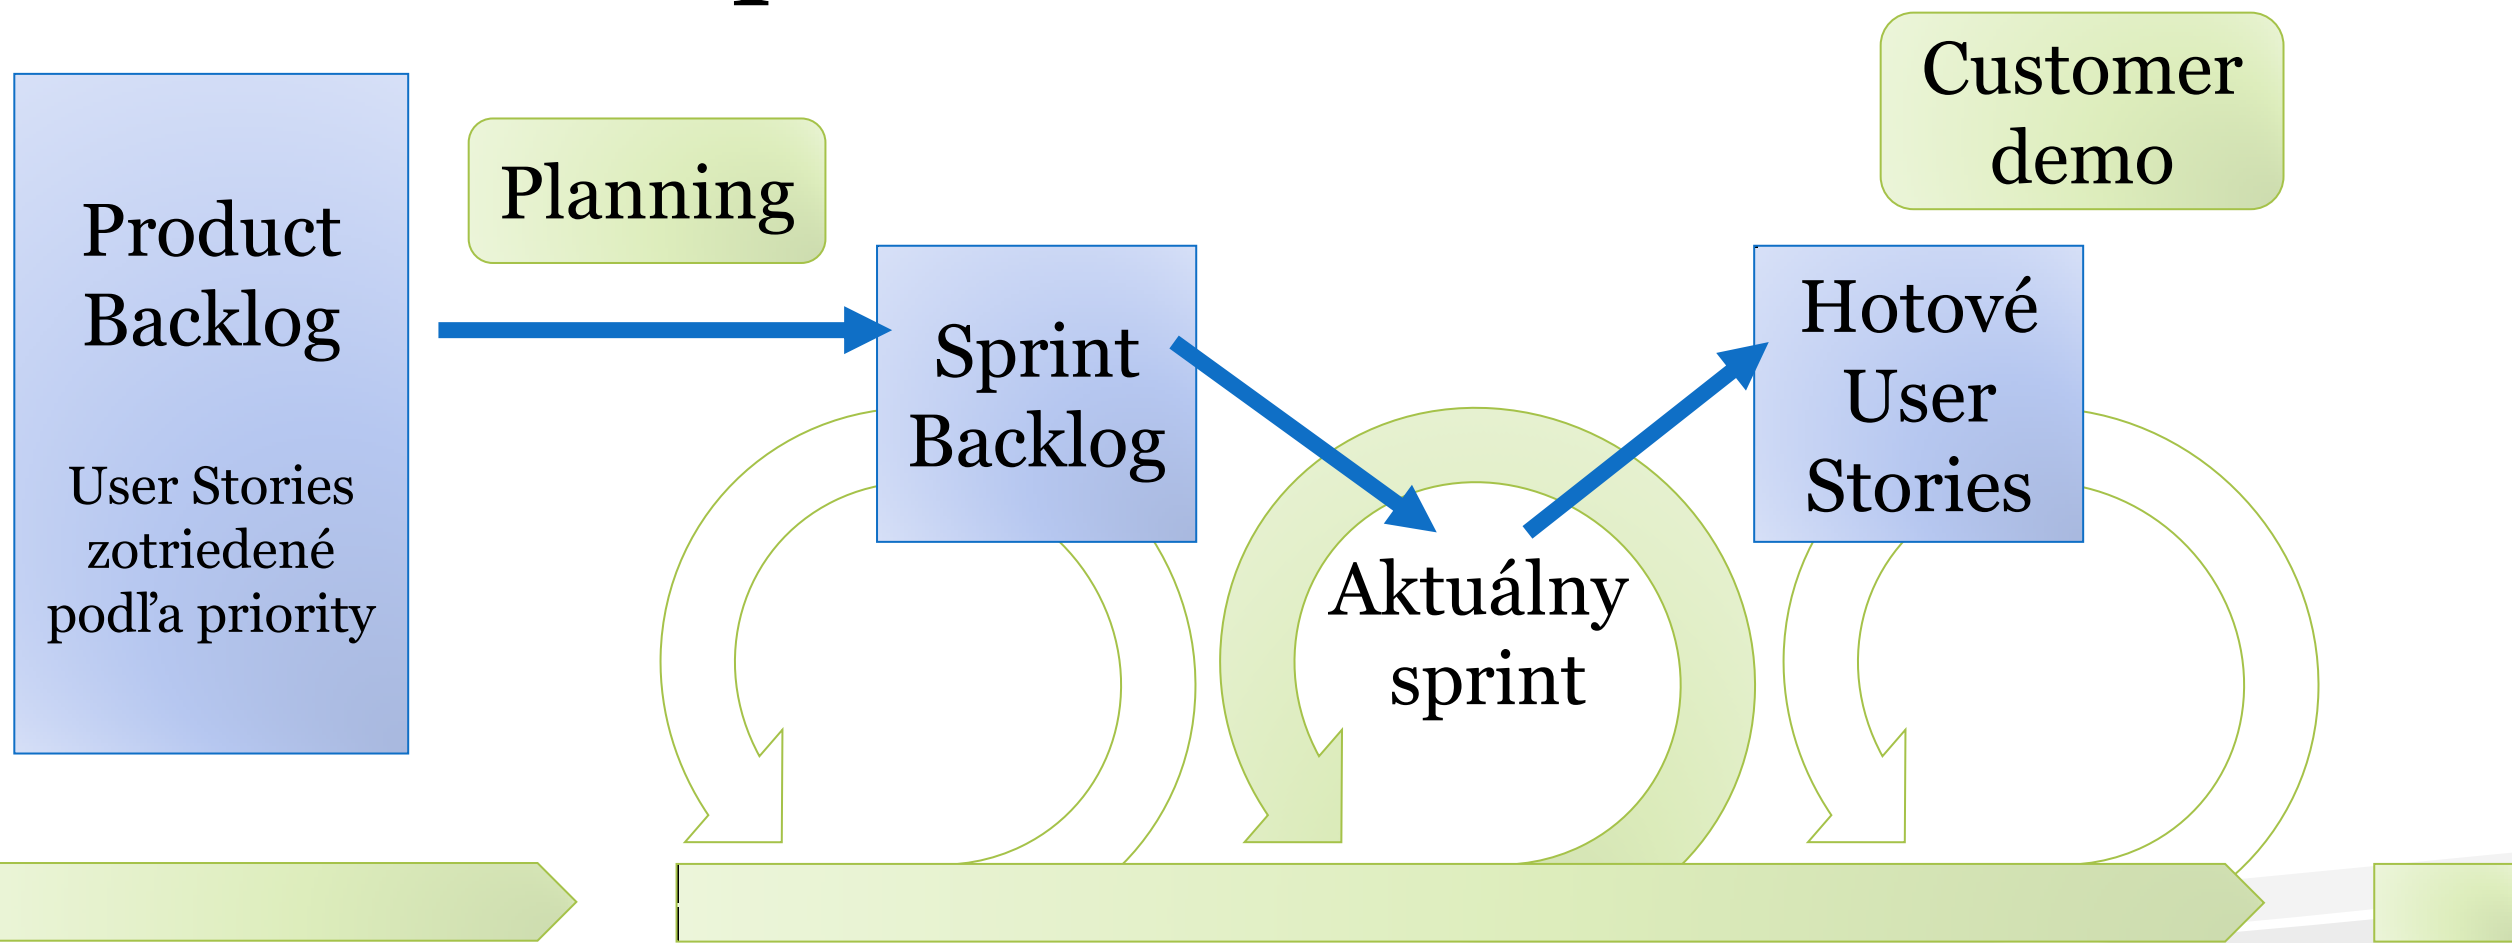 Product
Backlog
User Stories
zotriedené
podľa priority
Planning
Sprint
Backlog
Aktuálny
sprint
Customer
demo
Hotové
User
Stories